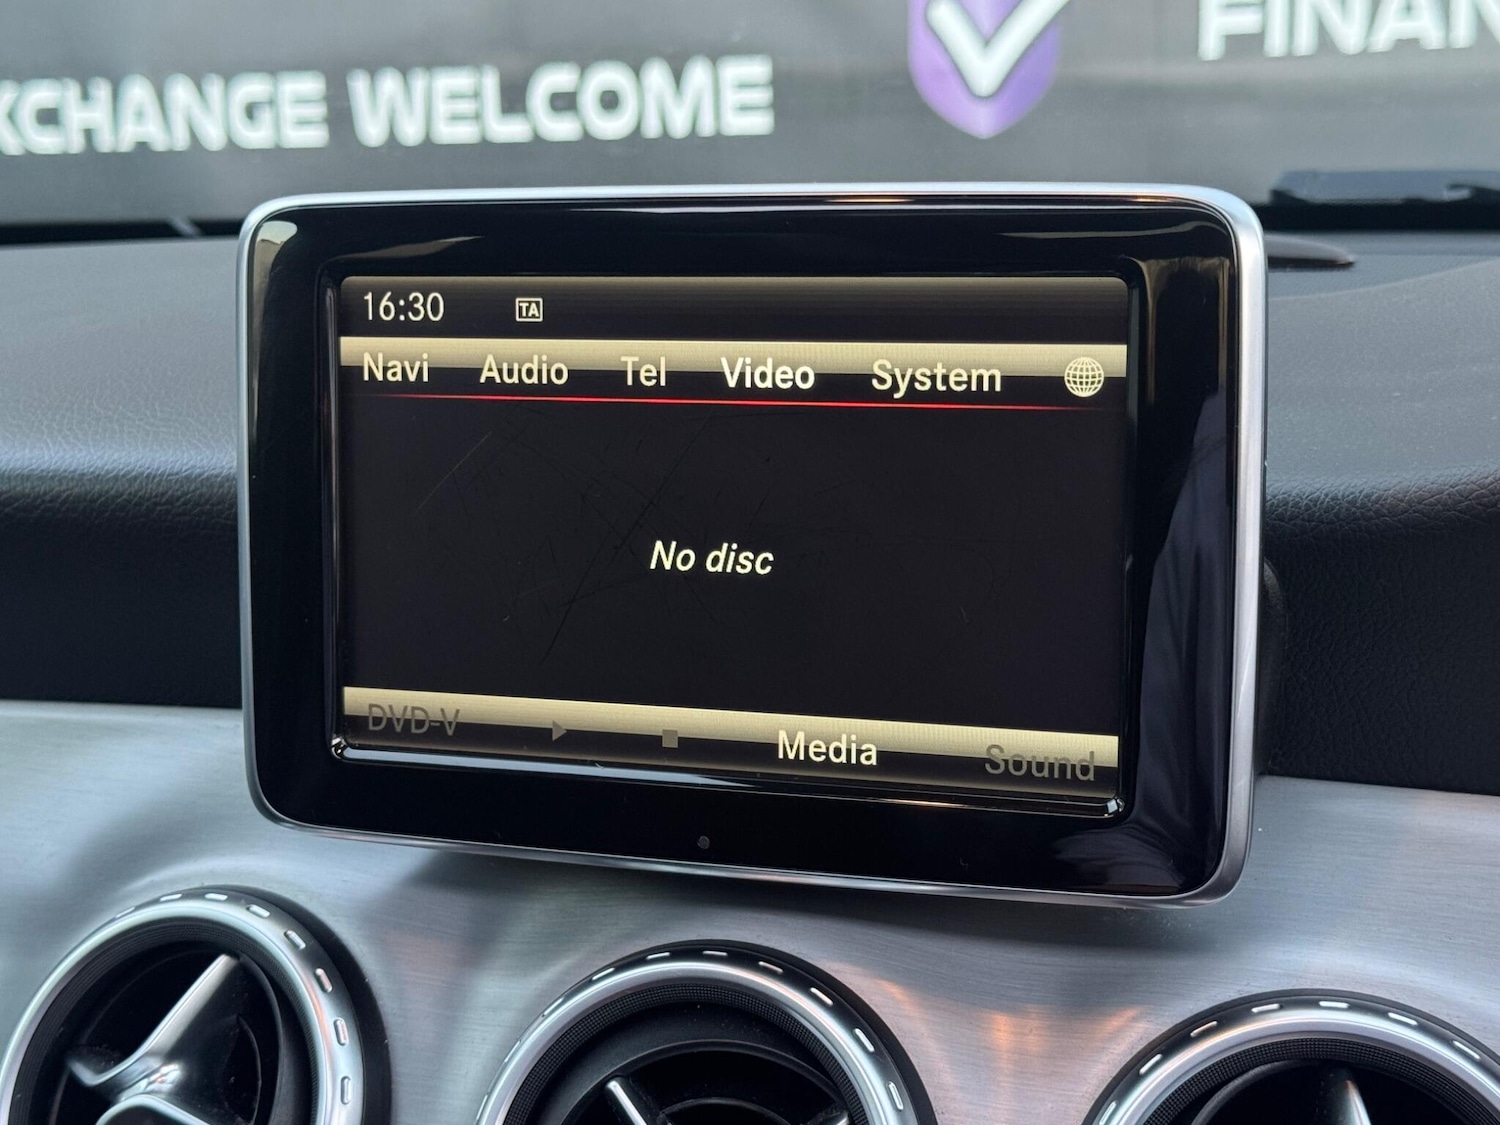 XCHANGE WELCOME
FINAN
16:30 TA
Navi Audio Tel Video System
No disc
DVD-V Media Sound